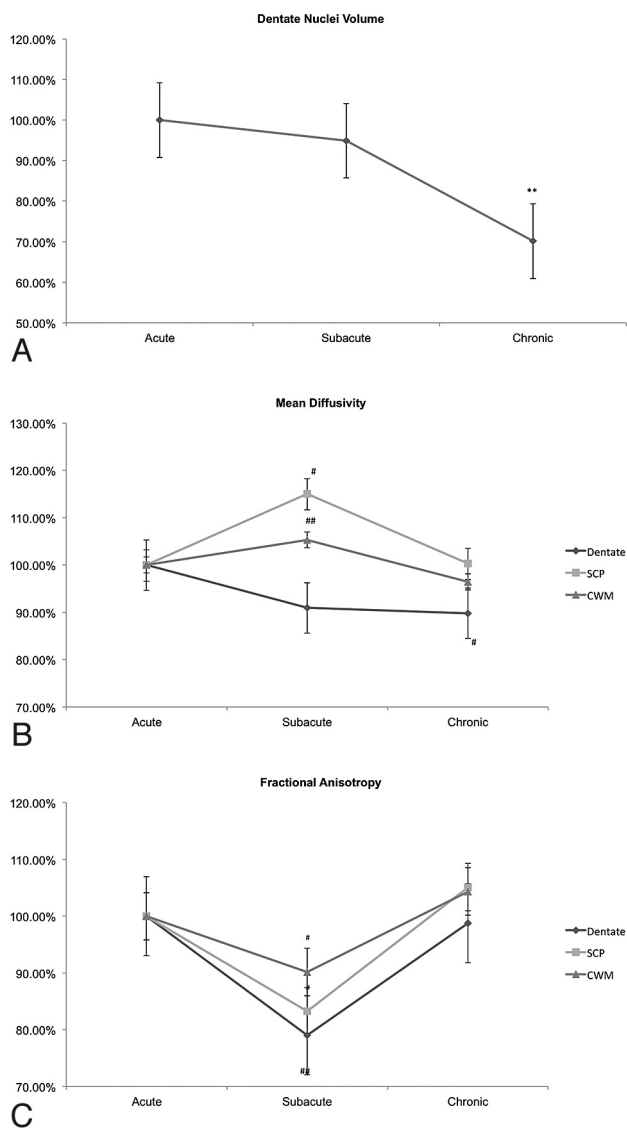 Dentate Nuclei Volume
120.00%
110.00%
100.00%
90.00%
80.00%
70.00%
60.00%
50.00%
**
Acute Subacute Chronic
A
Mean Diffusivity
130.00%
120.00%
110.00%
100.00%
90.00%
80.00%
70.00%
#
##
#
Dentate
SCP
CWM
Acute Subacute Chronic
B
Fractional Anisotropy
120.00%
110.00%
100.00%
90.00%
80.00%
70.00%
#
##
Dentate
SCP
CWM
Acute Subacute Chronic
C